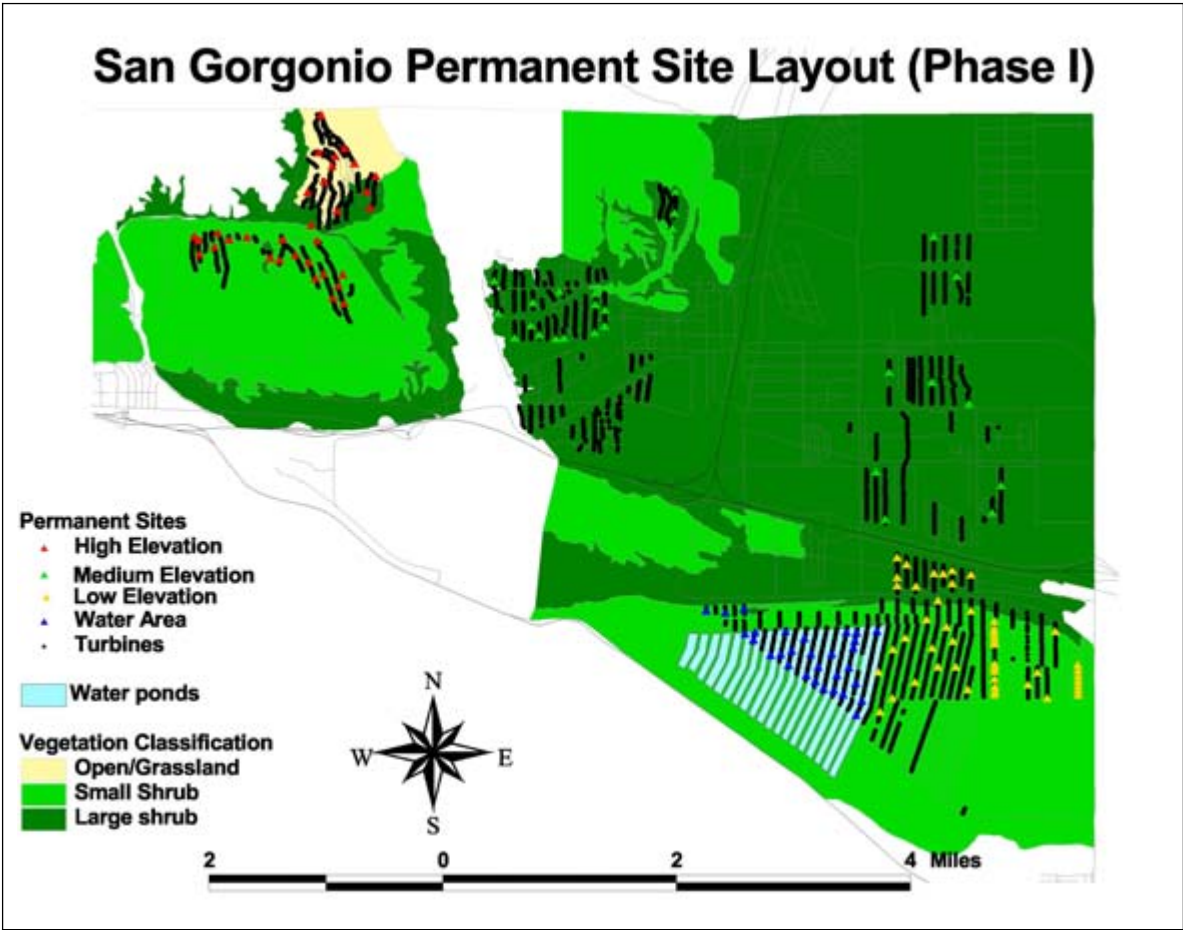 San Gorgonio Permanent Site Layout (Phase I)
Permanent Sites
High Elevation
Medium Elevation
Low Elevation
Water Area
Turbines
Water ponds
Vegetation Classification
Open/Grassland
Small Shrub
Large shrub
N
W E
S
2 0 2 4 Miles